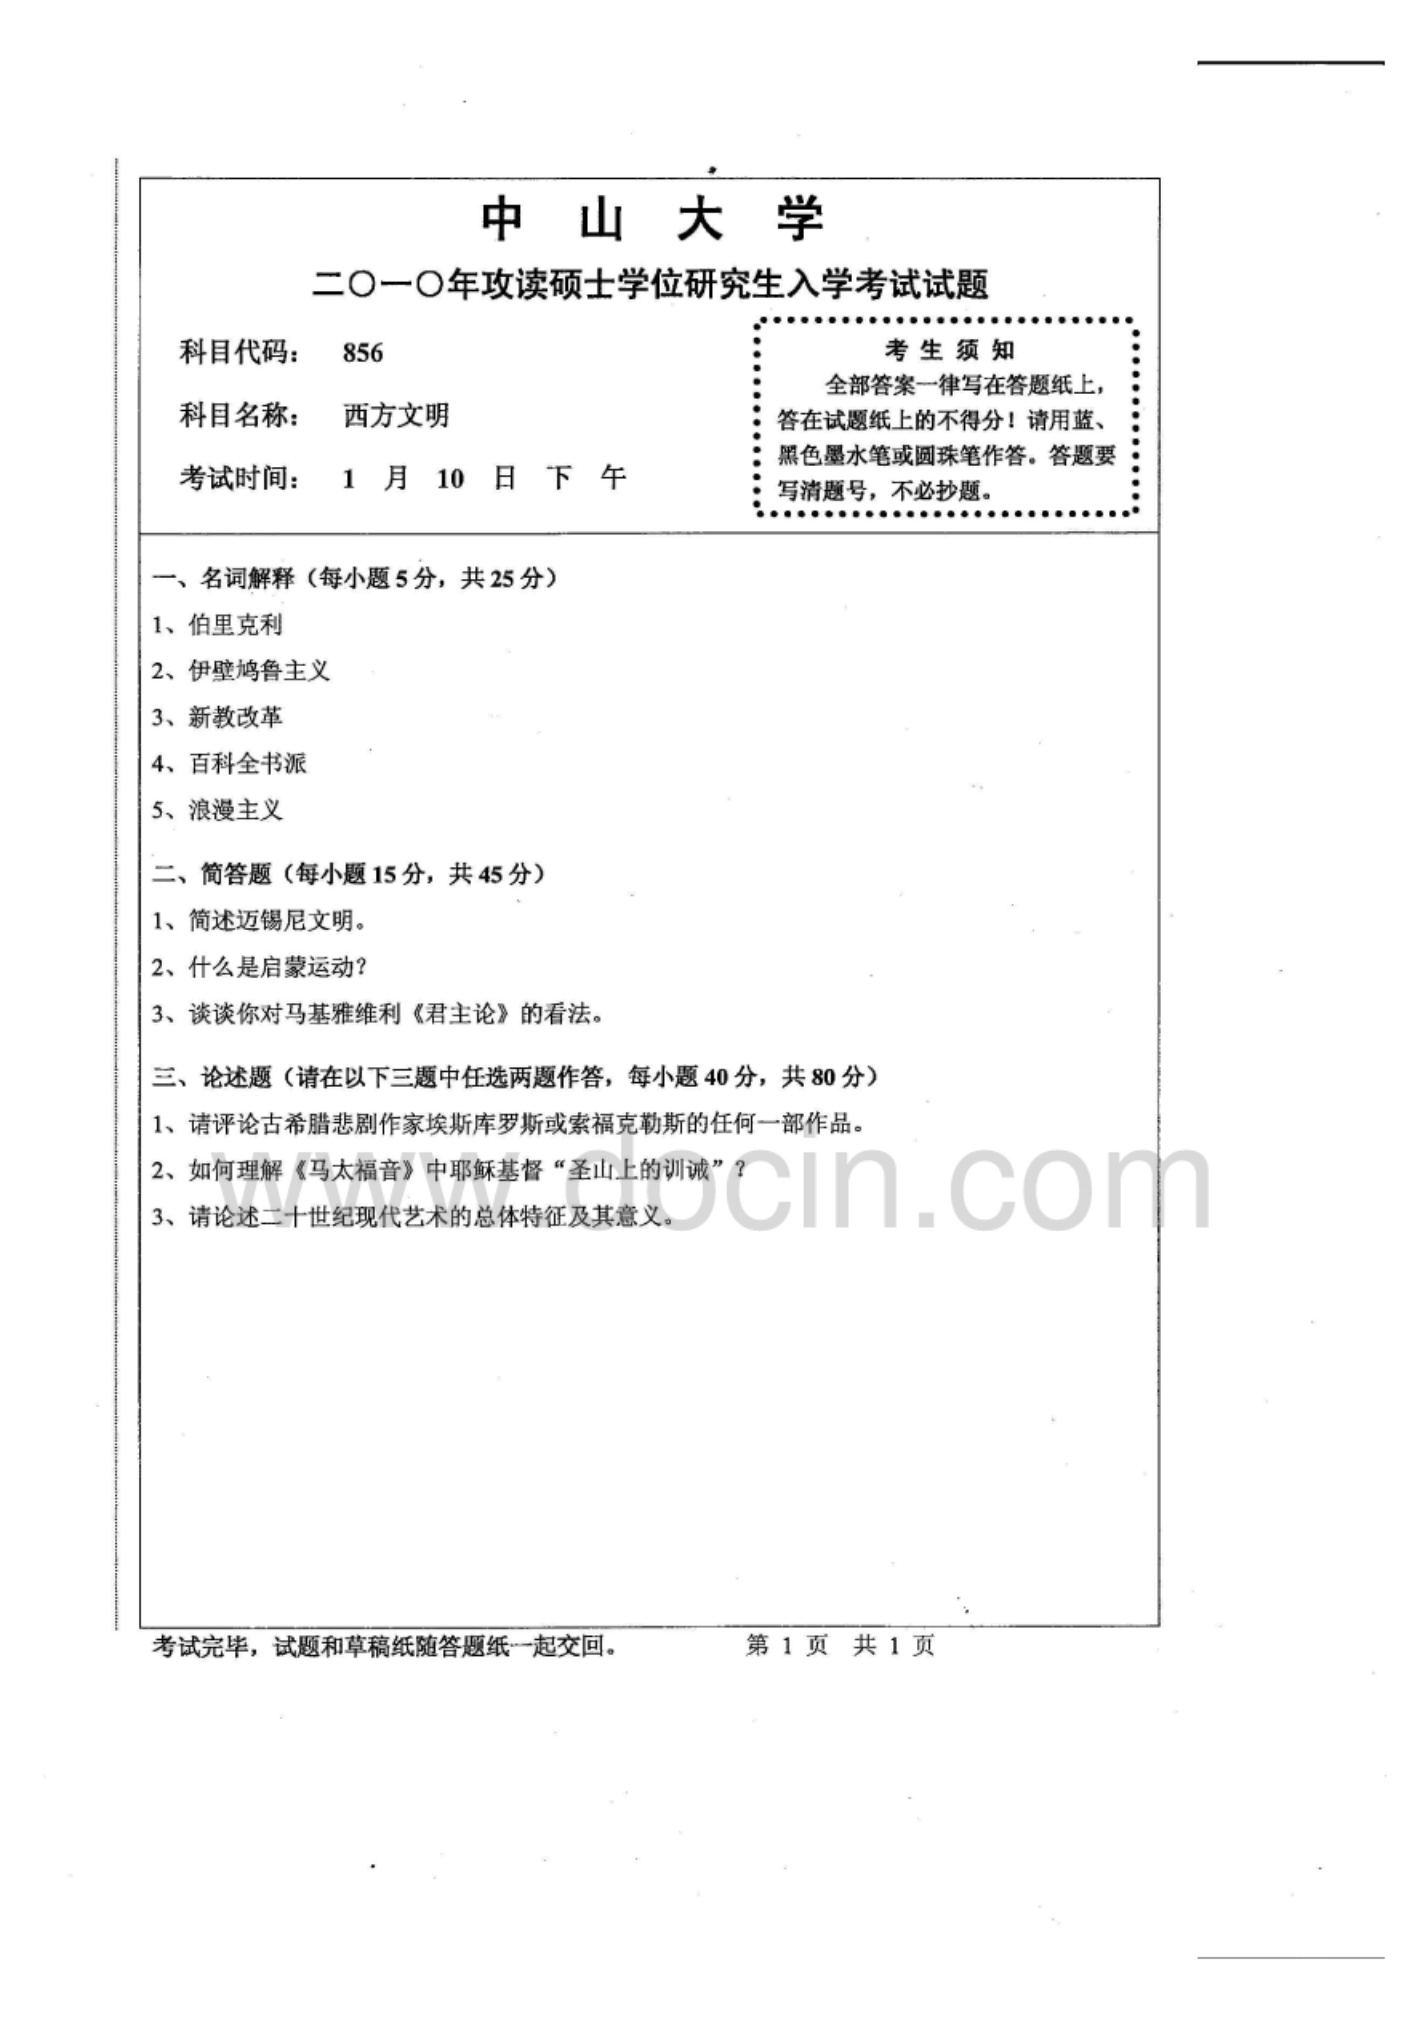 中 山 大 学
二〇一〇年攻读硕士学位研究生入学考试试题
科目代码： 856
科目名称： 西方文明
考试时间： 1 月 10 日 下 午
考 生 须 知
全部答案一律写在答题纸上，
答在试题纸上的不得分！请用蓝、
黑色墨水笔或圆珠笔作答。答题要
写清题号，不必抄题。
一、名词解释（每小题 5 分，共 25 分）
1、伯里克利
2、伊壁鸠鲁主义
3、新教改革
4、百科全书派
5、浪漫主义
二、简答题（每小题 15 分，共 45 分）
1、简述迈锡尼文明。
2、什么是启蒙运动？
3、谈谈你对马基雅维利《君主论》的看法。
三、论述题（请在以下三题中任选两题作答，每小题 40 分，共 80 分）
1、请评论古希腊悲剧作家埃斯库罗斯或索福克勒斯的任何一部作品。
2、如何理解《马太福音》中耶稣基督“圣山上的训诫”？
3、请论述二十世纪现代艺术的总体特征及其意义。
www.docin.com
考试完毕，试题和草稿纸随答题纸一起交回。 第 1 页 共 1 页